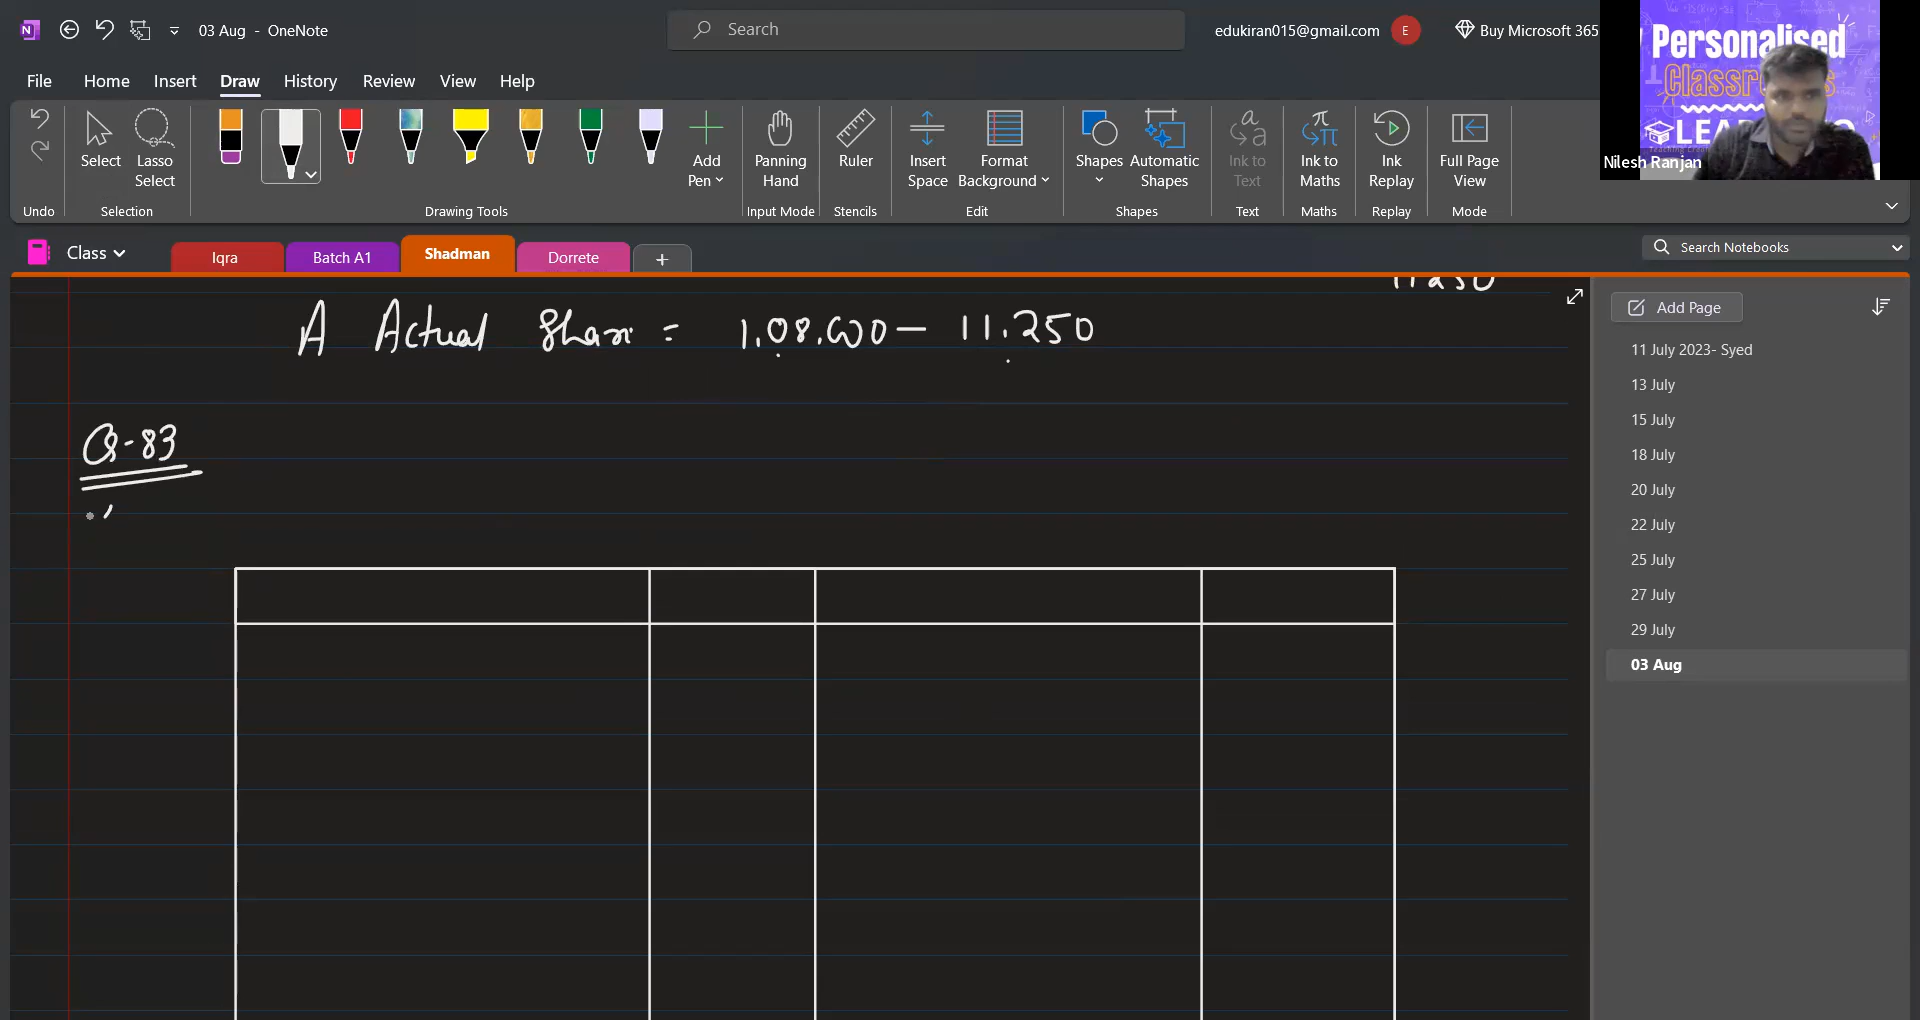 03 Aug - OneNote
Search
edukiran015@gmail.com
E
Buy Microsoft 365
Personalised
Nilesh Ranjan
File Home Insert Draw History Review View Help
Select
Lasso Select
Add Pen
Panning Hand
Ruler
Insert Space
Format Background
Shapes
Automatic Shapes
Ink to Text
Ink to Maths
Ink Replay
Full Page View
Undo
Selection
Drawing Tools
Input Mode
Stencils
Edit
Shapes
Text
Maths
Replay
Mode
Class
Iqra
Batch A1
Shadman
Dorrete
+
Search Notebooks
A Actual Share = 1,08,000 - 11,250
Q-83
Add Page
11 July 2023- Syed
13 July
15 July
18 July
20 July
22 July
25 July
27 July
29 July
03 Aug